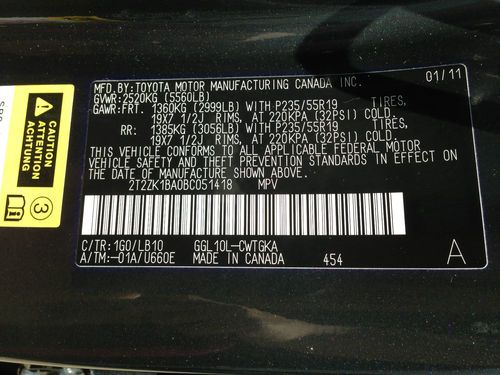 MFD. BY: TOYOTA MOTOR MANUFACTURING CANADA INC. 01/11
GVWR: 2520KG (5560LB)
GAWR: FRT. 1360KG (2999LB) WITH P235/55R19 TIRES,
19X7 1/2J RIMS, AT 220KPA (32PSI) COLD
RR: 1385KG (3056LB) WITH P235/55R19 TIRES,
19X7 1/2J RIMS, AT 220KPA (32PSI) COLD.
THIS VEHICLE CONFORMS TO ALL APPLICABLE FEDERAL MOTOR
VEHICLE SAFETY AND THEFT PREVENTION STANDARDS IN EFFECT ON
THE DATE OF MANUFACTURE SHOWN ABOVE.
2T2ZK1BA0BC051418 MPV
C/TR: 1G0/LB10 GGL10L-CWTGKA
A/TM: -01A/U660E MADE IN CANADA 454 A
CAUTION
ATTENTION
ACHTUNG
3